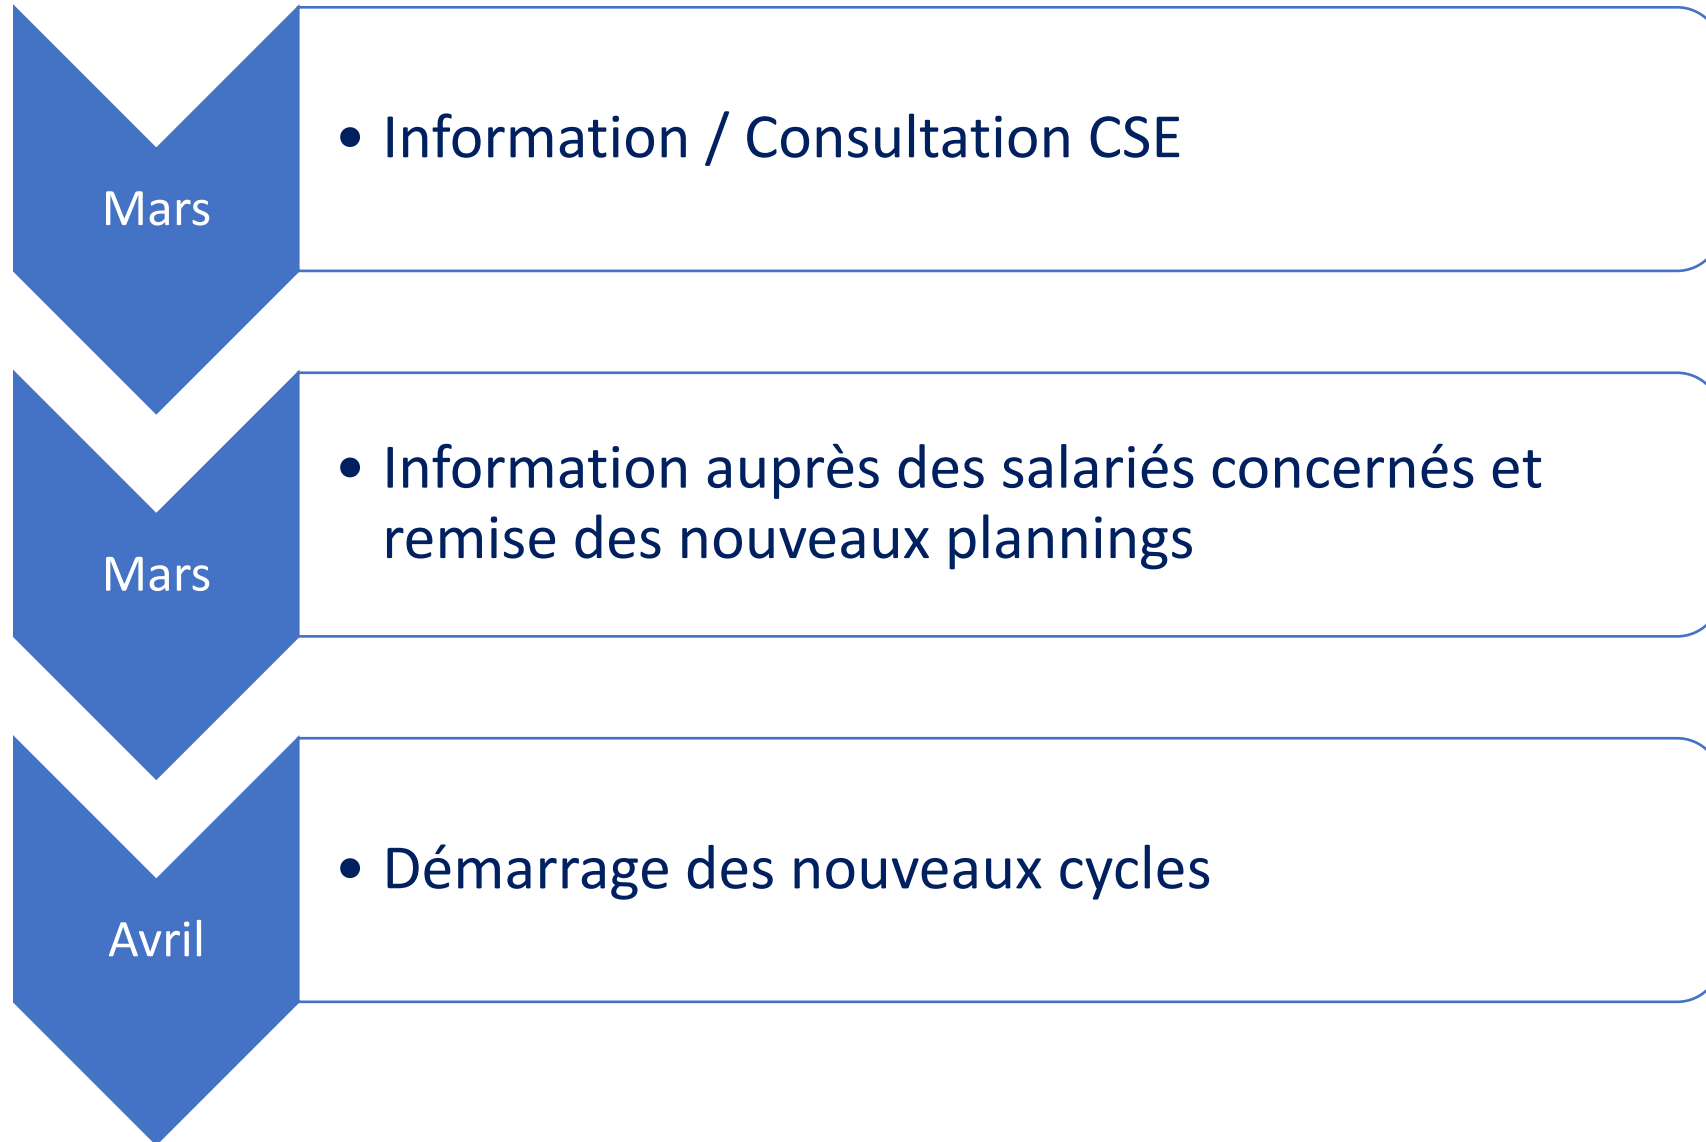 Mars
• Information / Consultation CSE
Mars
• Information auprès des salariés concernés et
remise des nouveaux plannings
Avril
• Démarrage des nouveaux cycles